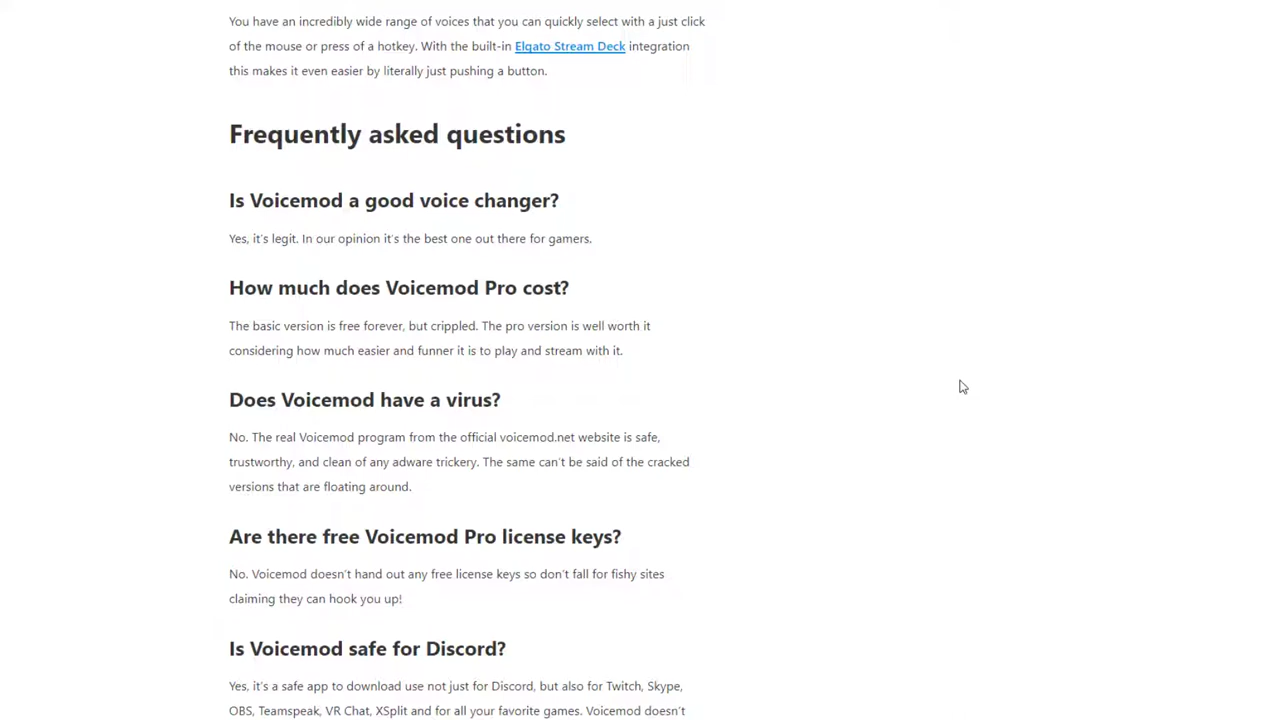 You have an incredibly wide range of voices that you can quickly select with a just click
of the mouse or press of a hotkey. With the built-in Elgato Stream Deck integration
this makes it even easier by literally just pushing a button.
Frequently asked questions
Is Voicemod a good voice changer?
Yes, it's legit. In our opinion it's the best one out there for gamers.
How much does Voicemod Pro cost?
The basic version is free forever, but crippled. The pro version is well worth it
considering how much easier and funner it is to play and stream with it.
Does Voicemod have a virus?
No. The real Voicemod program from the official voicemod.net website is safe,
trustworthy, and clean of any adware trickery. The same can't be said of the cracked
versions that are floating around.
Are there free Voicemod Pro license keys?
No. Voicemod doesn't hand out any free license keys so don't fall for fishy sites
claiming they can hook you up!
Is Voicemod safe for Discord?
Yes, it's a safe app to download use not just for Discord, but also for Twitch, Skype,
OBS, Teamspeak, VR Chat, XSplit and for all your favorite games. Voicemod doesn't